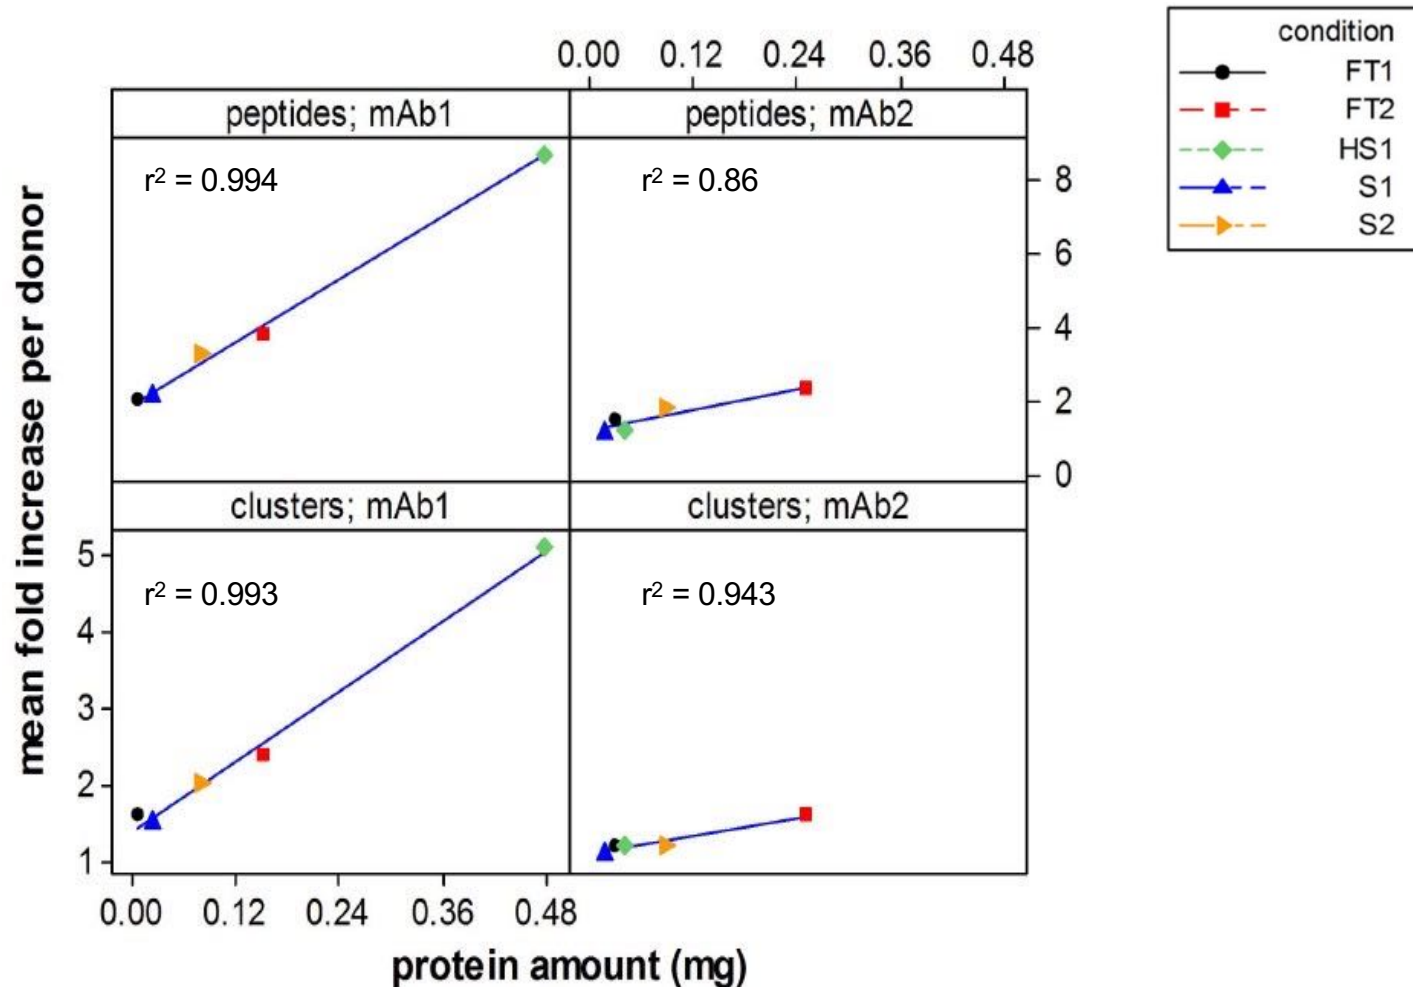 0.00 0.12 0.24 0.36 0.48
condition
FT1
FT2
HS1
S1
S2
peptides; mAb1
peptides; mAb2
r² = 0.994
r² = 0.86
8
6
4
2
0
clusters; mAb1
clusters; mAb2
r² = 0.993
r² = 0.943
5
4
3
2
1
0.00 0.12 0.24 0.36 0.48
protein amount (mg)
mean fold increase per donor